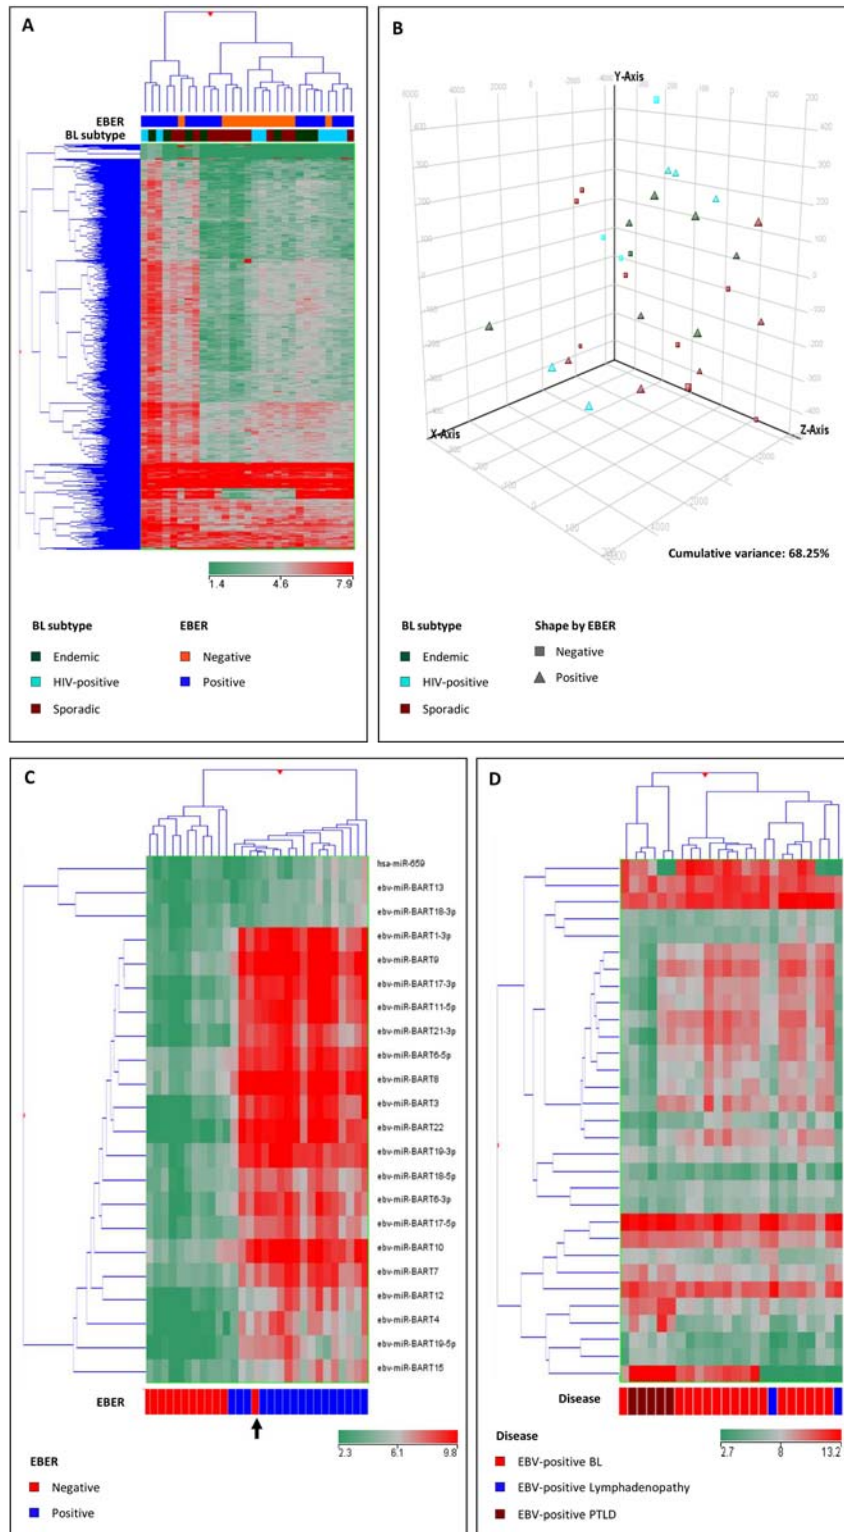 A
EBER
BL subtype
1.4 4.6 7.9
BL subtype EBER
Endemic Negative
HIV-positive Positive
Sporadic
B
Y-Axis
X-Axis
Z-Axis
Cumulative variance: 68.25%
BL subtype Shape by EBER
Endemic Negative
HIV-positive Positive
Sporadic
C
hsa-miR-659
ebv-miR-BART13
ebv-miR-BART18-3p
ebv-miR-BART1-3p
ebv-miR-BART9
ebv-miR-BART17-3p
ebv-miR-BART11-5p
ebv-miR-BART21-3p
ebv-miR-BART6-5p
ebv-miR-BART8
ebv-miR-BART3
ebv-miR-BART22
ebv-miR-BART19-3p
ebv-miR-BART18-5p
ebv-miR-BART6-3p
ebv-miR-BART17-5p
ebv-miR-BART10
ebv-miR-BART7
ebv-miR-BART12
ebv-miR-BART4
ebv-miR-BART19-5p
ebv-miR-BART15
EBER
2.3 6.1 9.8
EBER
Negative
Positive
D
Disease
2.7 8 13.2
Disease
EBV-positive BL
EBV-positive Lymphadenopathy
EBV-positive PTLD